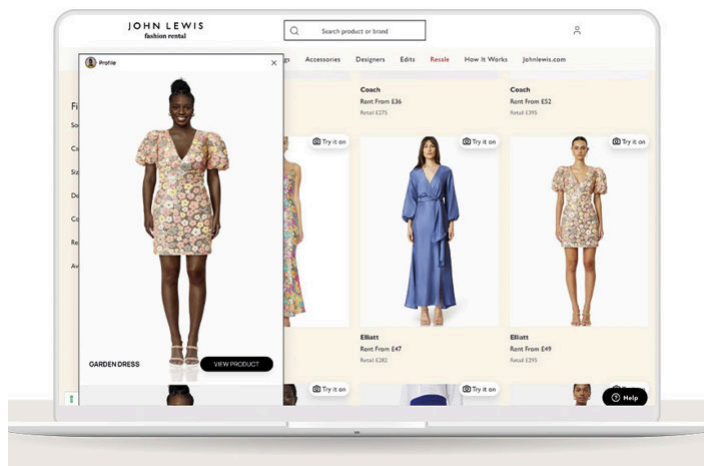 JOHN LEWIS
fashion rental
Search product or brand
Profile
Accessories
Designers
Edits
Resale
How It Works
Johnlewis.com
Coach
Rent From £36
Retail £275
Coach
Rent From £52
Retail £395
Try it on
Try it on
Try it on
Elliatt
Rent From £47
Retail £282
Elliatt
Rent From £49
Retail £295
GARDEN DRESS
VIEW PRODUCT
Try it on
Try it on
Help